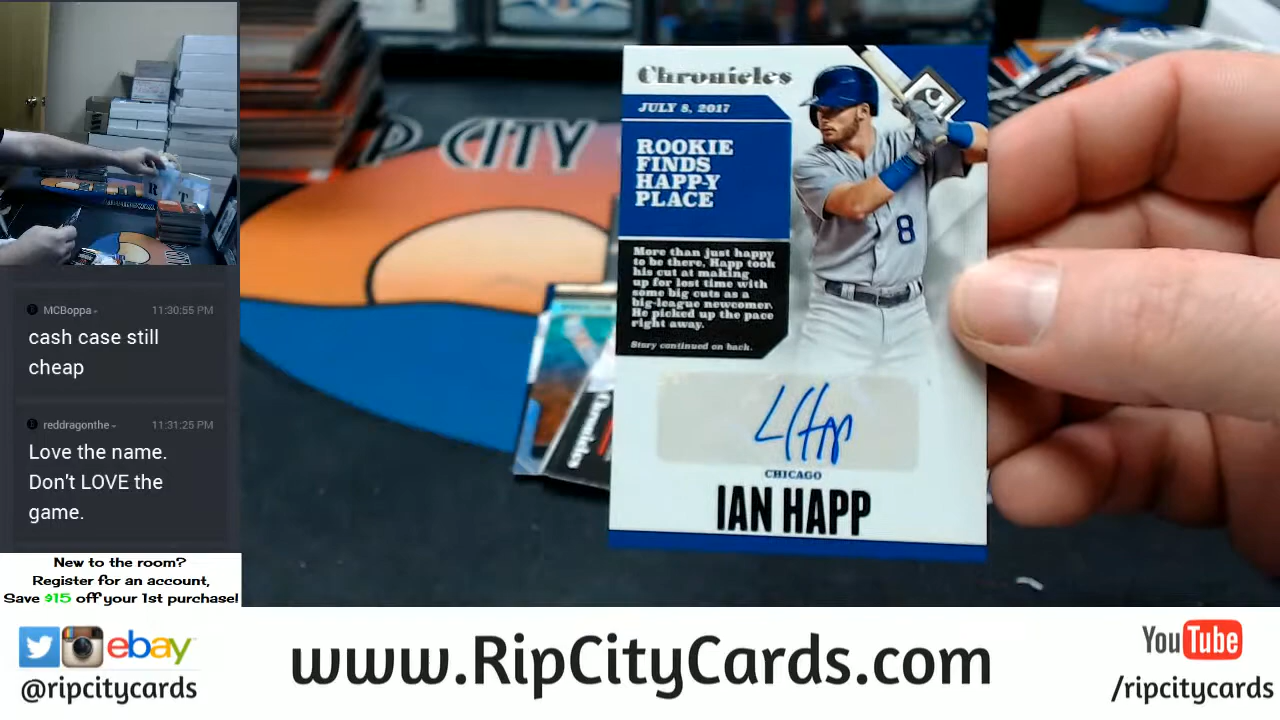 MCBoppa
11:30:55 PM
cash case still
cheap
reddragonthe
11:31:25 PM
Love the name.
Don't LOVE the
game.
New to the room?
Register for an account,
Save $15 off your 1st purchase!
P CITY
Chronicles
JULY 8, 2017
ROOKIE
FINDS
HAPP-Y
PLACE
More than just happy
to be there, Happ took
his cut at making
up for lost time with
some big cuts as a
big-league newcomer.
He picked up the pace
right away.
Story continued on back.
8
C
CHICAGO
IAN HAPP
Chronicles
ebay
@ripcitycards
www.RipCityCards.com
YouTube
/ripcitycards